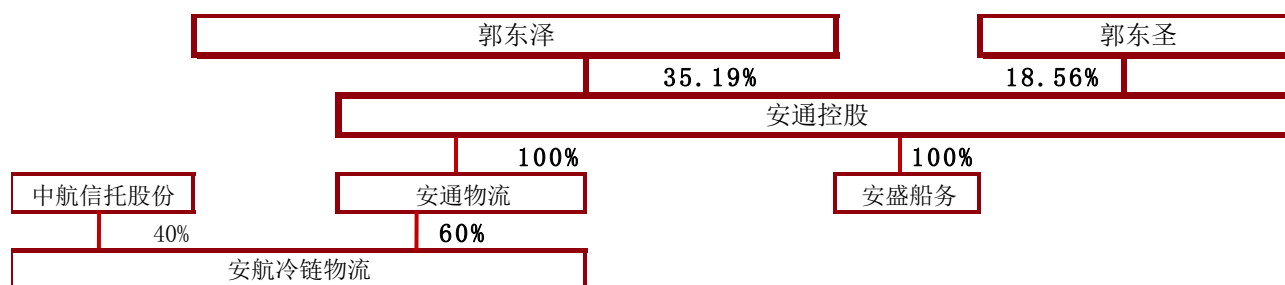 郭东泽
郭东圣
35.19%
18.56%
安通控股
100%
100%
中航信托股份
安通物流
安盛船务
40%
60%
安航冷链物流